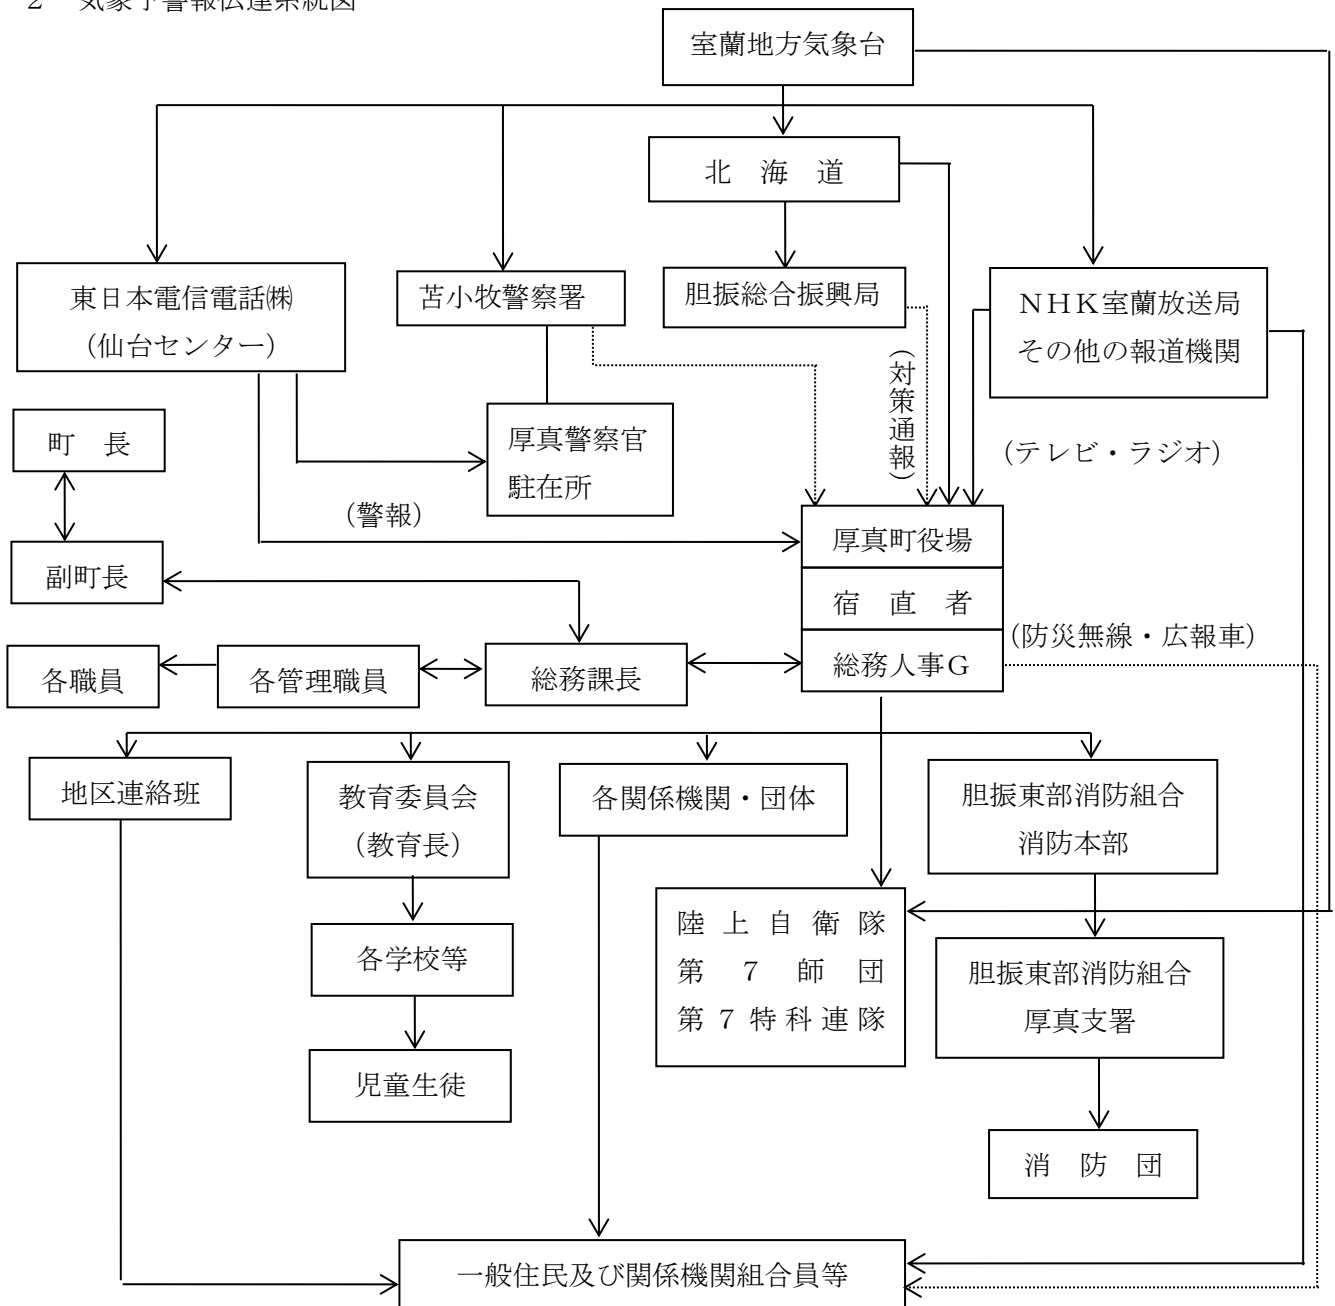 2　気象予警報伝達系統図
室蘭地方気象台
北　海　道
東日本電信電話㈱
(仙台センター)
苫小牧警察署
胆振総合振興局
ＮＨＫ室蘭放送局
その他の報道機関
(対策通報)
町　長
厚真警察官
駐在所
(テレビ・ラジオ)
(警報)
厚真町役場
副町長
宿　直　者
(防災無線・広報車)
各職員
各管理職員
総務課長
総務人事Ｇ
地区連絡班
教育委員会
(教育長)
各関係機関・団体
胆振東部消防組合
消防本部
陸上自衛隊
第７師団
第７特科連隊
各学校等
胆振東部消防組合
厚真支署
児童生徒
消　防　団
一般住民及び関係機関組合員等